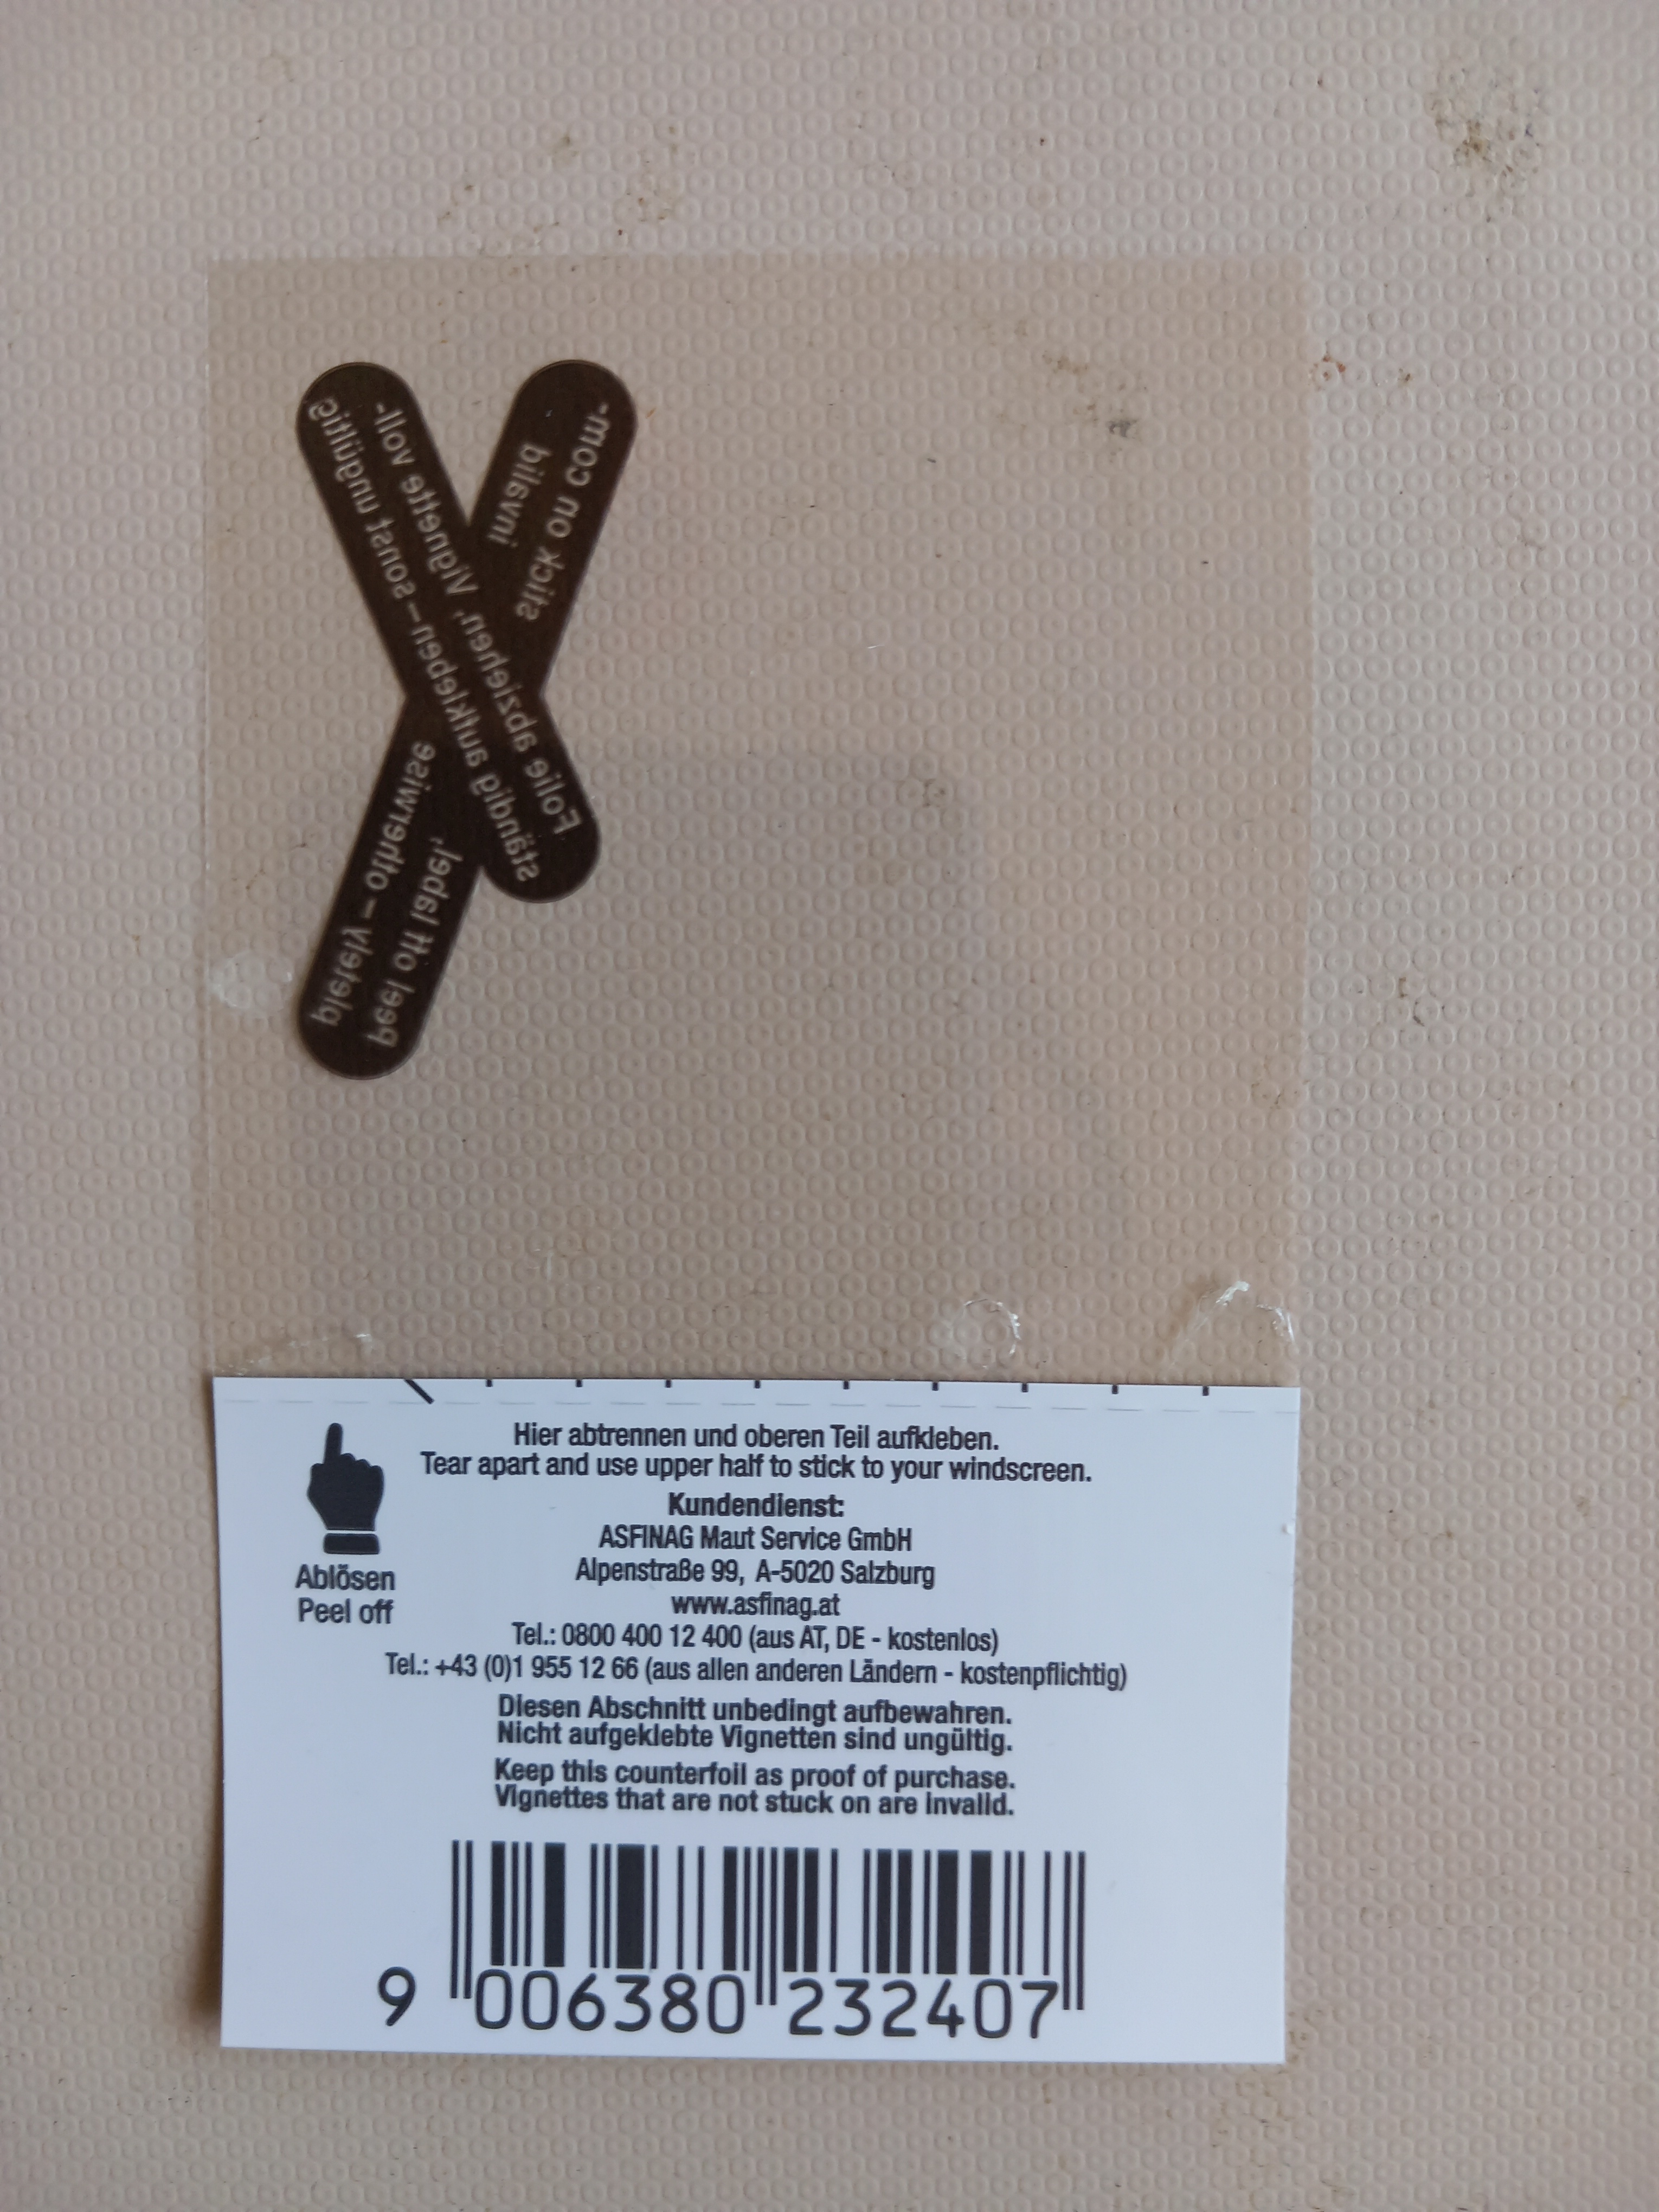 Folie abziehen, Vignette voll-
ständig aufkleben – sonst ungültig
Peel off label,
stick on com-
pletely – otherwise
invalid
Hier abtrennen und oberen Teil aufkleben.
Tear apart and use upper half to stick to your windscreen.
Kundendienst:
ASFINAG Maut Service GmbH
Alpenstraße 99, A-5020 Salzburg
www.asfinag.at
Tel.: 0800 400 12 400 (aus AT, DE - kostenlos)
Tel.: +43 (0)1 955 12 66 (aus allen anderen Ländern - kostenpflichtig)
Ablösen
Peel off
Diesen Abschnitt unbedingt aufbewahren.
Nicht aufgeklebte Vignetten sind ungültig.
Keep this counterfoil as proof of purchase.
Vignettes that are not stuck on are invalid.
9 006380 232407